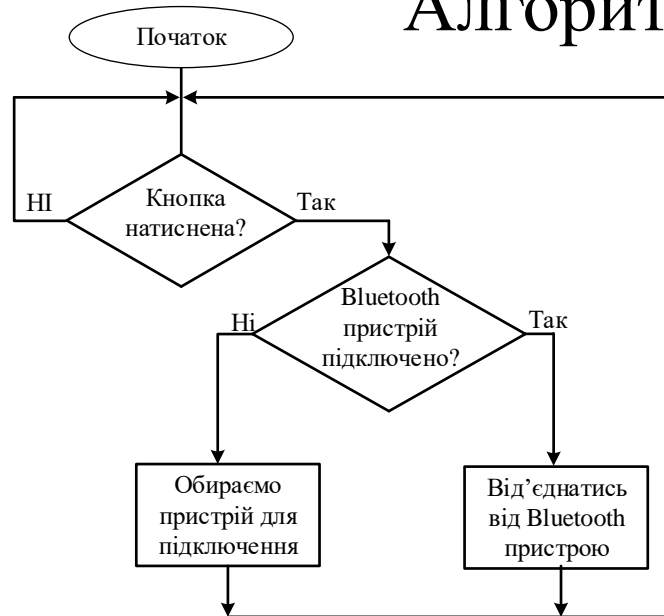 Алгорит
Початок
НІ
Кнопка
натиснена?
Так
Ні
Bluetooth
пристрій
підключено?
Так
Обираємо
пристрій для
підключення
Від’єднатись
від Bluetooth
пристрою